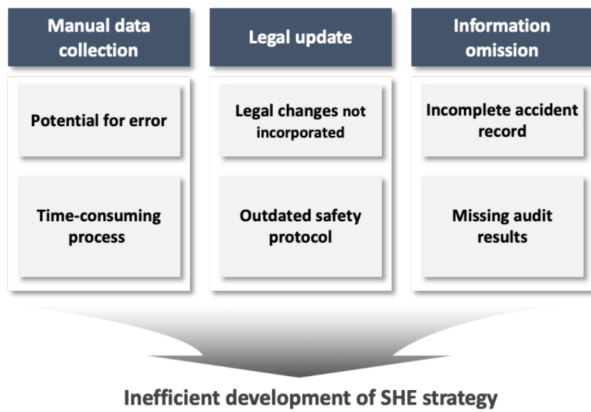 Manual data
collection
Legal update
Information
omission
Potential for error
Legal changes not
incorporated
Incomplete accident
record
Time-consuming
process
Outdated safety
protocol
Missing audit
results
Inefficient development of SHE strategy